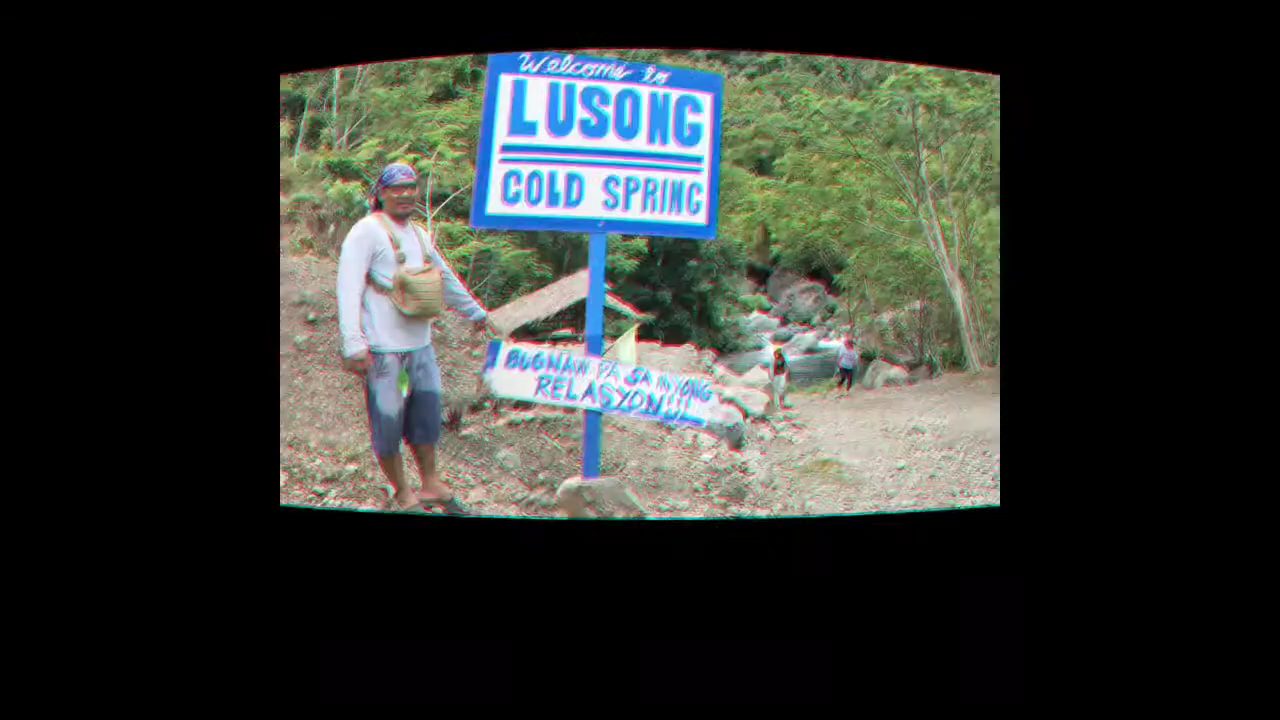 Welcome to
LUSONG
COLD SPRING
BUGNAW PA SA INYONG
RELASYON!!